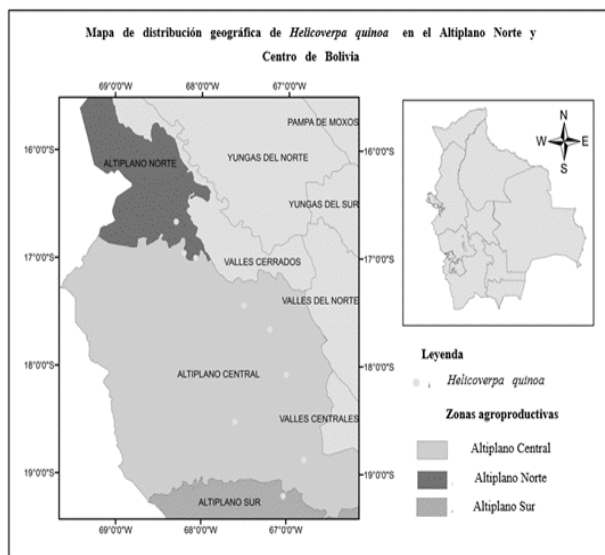 Mapa de distribución geográfica de Helicoverpa quinoa en el Altiplano Norte y
Centro de Bolivia
69°0'0"W 68°0'0"W 67°0'0"W
PAMPA DE MOXOS
16°0'0"S
16°0'0"S
ALTIPLANO NORTE
YUNGAS DEL NORTE
YUNGAS DEL SUR
17°0'0"S
17°0'0"S
VALLES CERRADOS
VALLES DEL NORTE
18°0'0"S
18°0'0"S
ALTIPLANO CENTRAL
VALLES CENTRALES
19°0'0"S
19°0'0"S
ALTIPLANO SUR
69°0'0"W 68°0'0"W 67°0'0"W
N
W E
S
Leyenda
Helicoverpa quinoa
Zonas agroproductivas
Altiplano Central
Altiplano Norte
Altiplano Sur